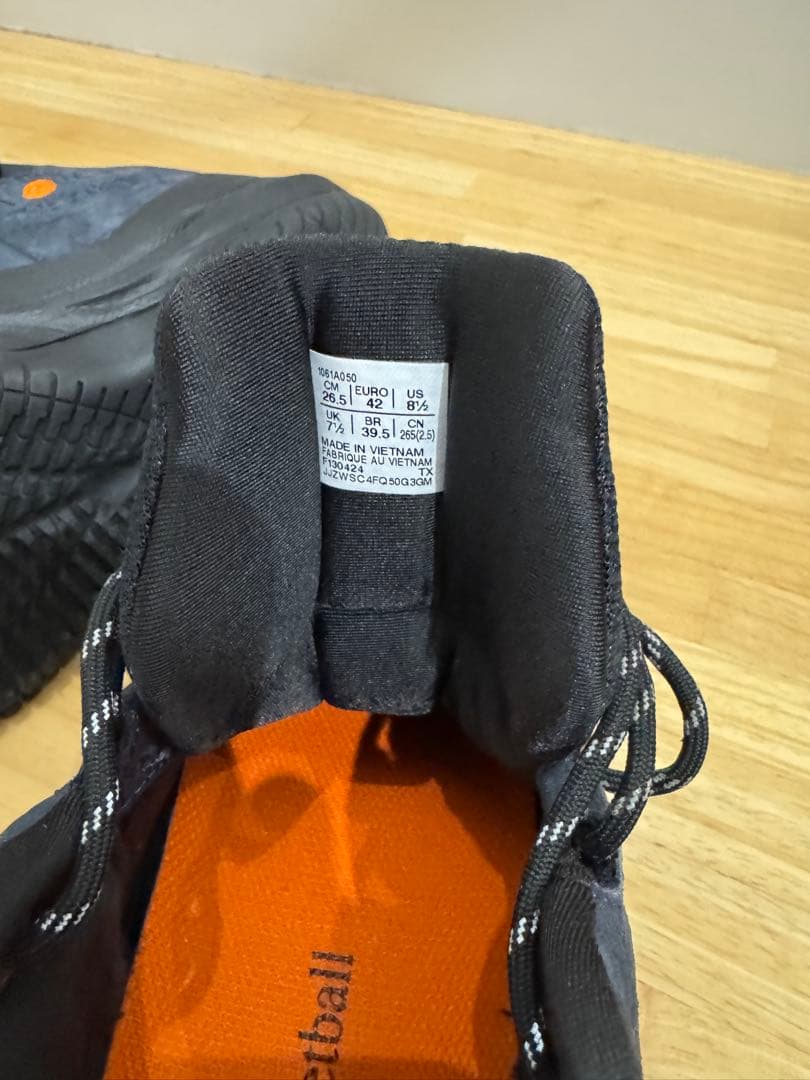 1061A050
CM 26.5 | EURO 42 | US 8½
UK 7½ | BR 39.5 | CN 265(2.5)
MADE IN VIETNAM
FABRIQUE AU VIETNAM
F130424 TX
JJZWSC4FQ50G3GM
etball